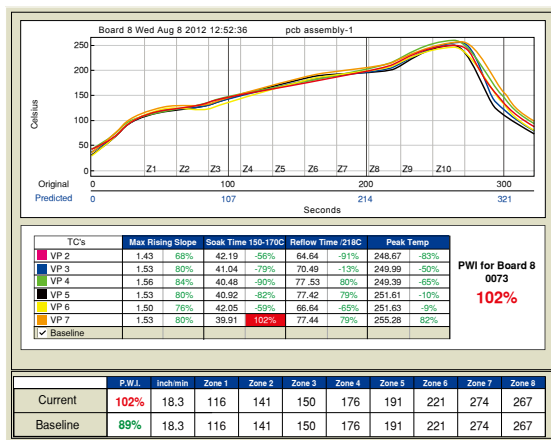 Board 8 Wed Aug 8 2012 12:52:36 pcb assembly-1
250
200
150
100
50
0
Celsius
Z1 Z2 Z3 Z4 Z5 Z6 Z7 Z8 Z9 Z10
Original 0 100 200 300
Predicted 0 107 214 321
Seconds
TC's Max Rising Slope Soak Time 150-170C Reflow Time /218C Peak Temp
VP 2 1.43 68% 42.19 -56% 64.64 -91% 248.67 -83%
VP 3 1.53 80% 41.04 -79% 70.49 -13% 249.99 -50%
VP 4 1.56 84% 40.48 -90% 77.53 80% 249.39 -65%
VP 5 1.53 80% 40.92 -82% 77.42 79% 251.61 -10%
VP 6 1.50 76% 42.05 -59% 66.64 -65% 251.63 -9%
VP 7 1.53 80% 39.91 102% 77.44 79% 255.28 82%
Baseline
PWI for Board 8
0073
102%
P.W.I. inch/min Zone 1 Zone 2 Zone 3 Zone 4 Zone 5 Zone 6 Zone 7 Zone 8
Current 102% 18.3 116 141 150 176 191 221 274 267
Baseline 89% 18.3 116 141 150 176 191 221 274 267